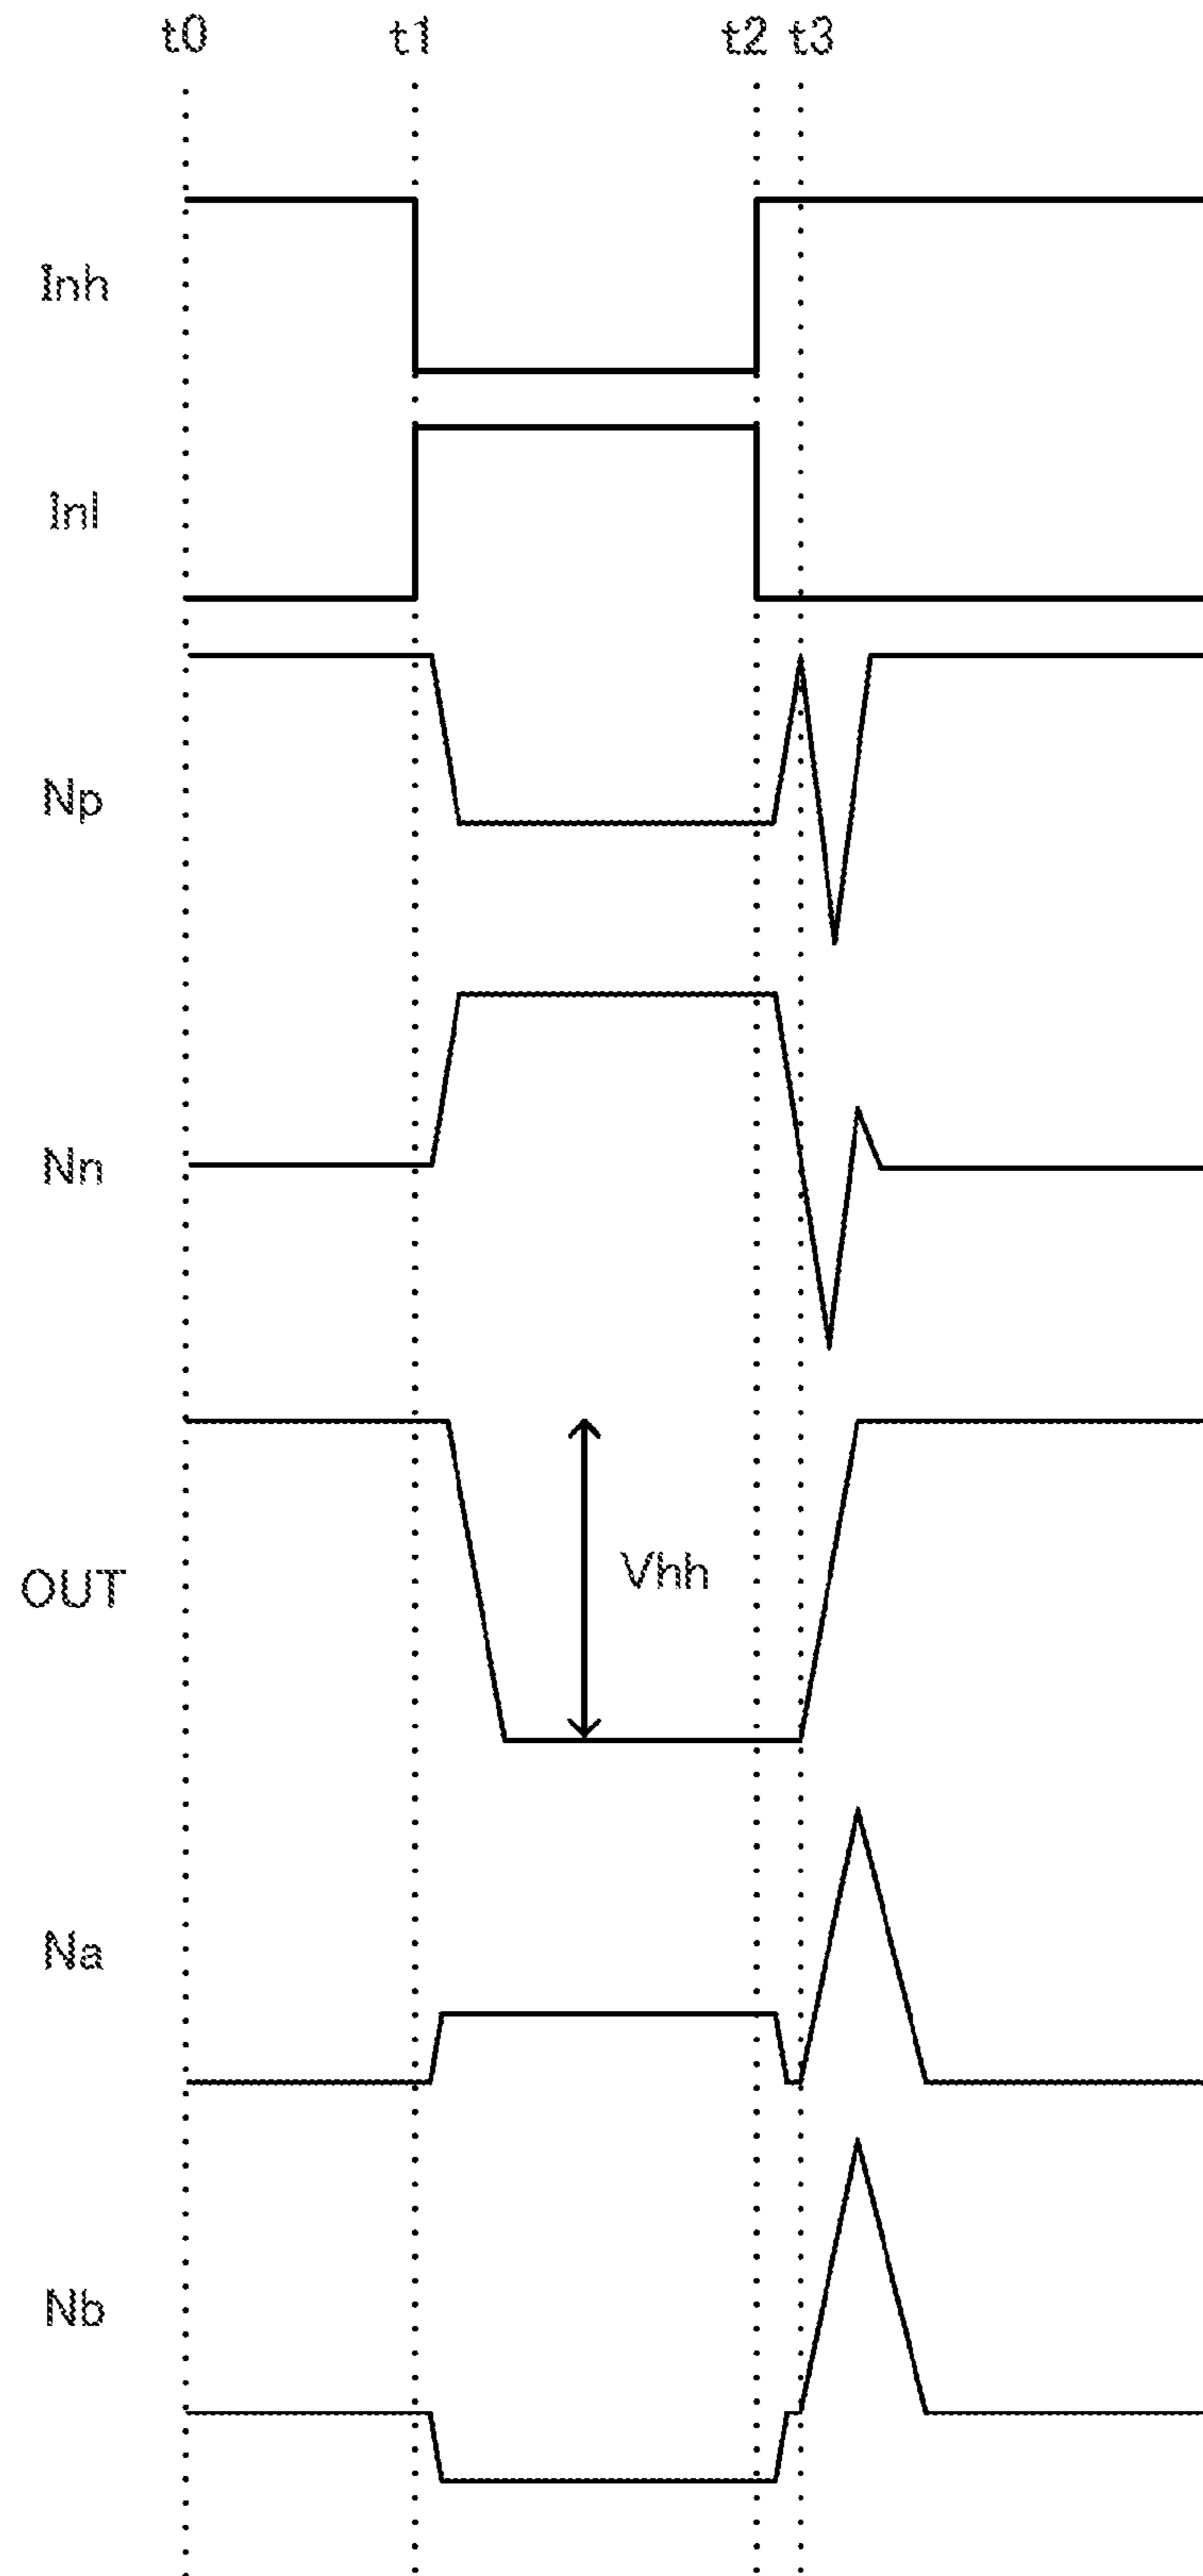 t0 t1 t2 t3
Inh
Inl
Np
Nn
OUT
Vhh
Na
Nb